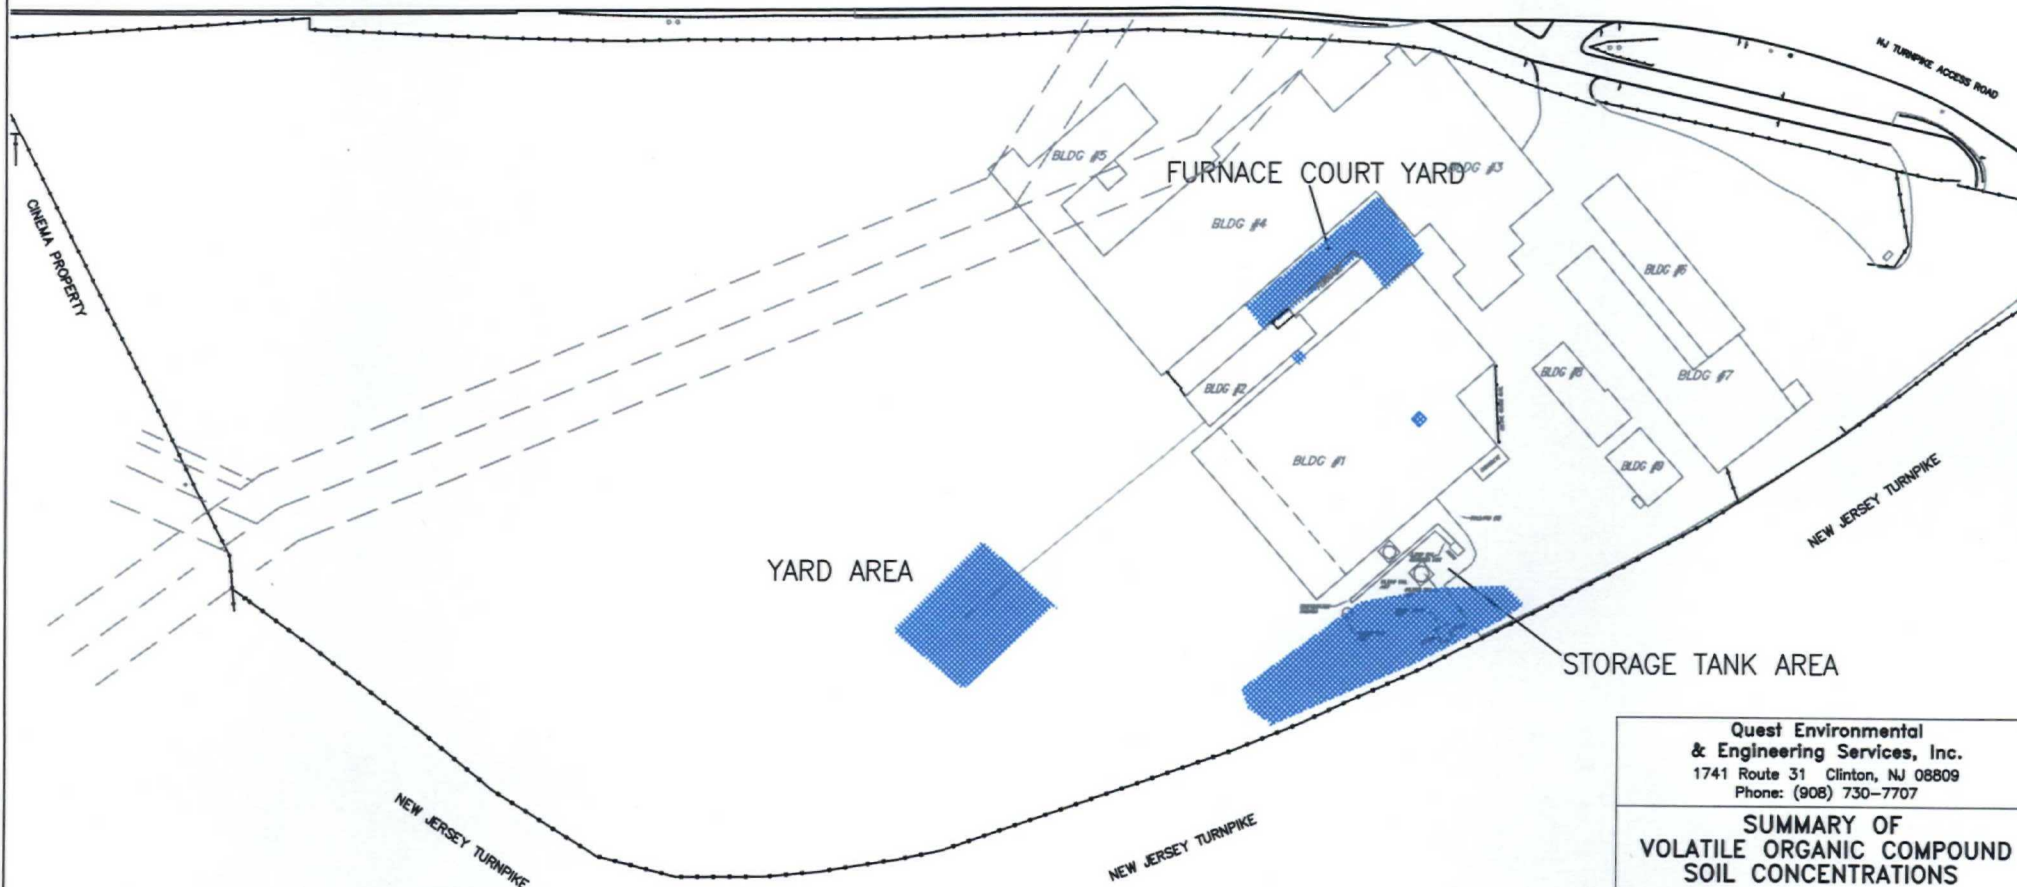 NJ TURNPIKE ACCESS ROAD
CINEMA PROPERTY
BLDG #5
FURNACE COURT YARD
BLDG #3
BLDG #4
BLDG #6
BLDG #2
BLDG #8
BLDG #7
BLDG #1
BLDG #9
NEW JERSEY TURNPIKE
YARD AREA
STORAGE TANK AREA
NEW JERSEY TURNPIKE
NEW JERSEY TURNPIKE
Quest Environmental
& Engineering Services, Inc.
1741 Route 31 Clinton, NJ 08809
Phone: (908) 730-7707
SUMMARY OF
VOLATILE ORGANIC COMPOUND
SOIL CONCENTRATIONS